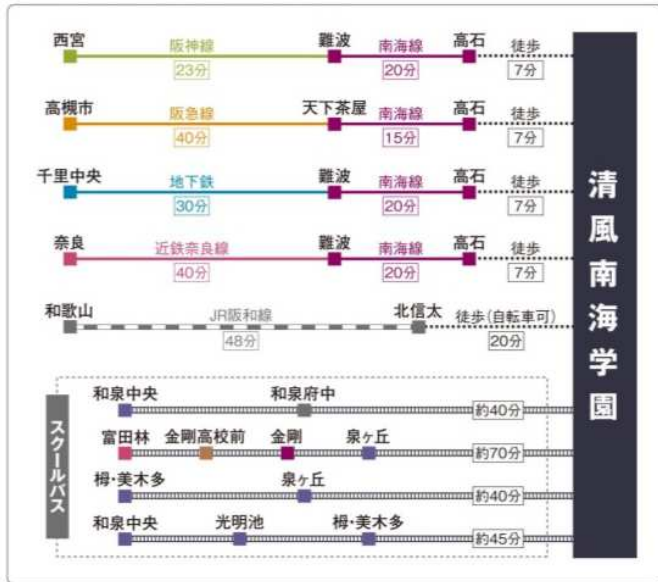 西宮 阪神線 難波 南海線 高石 徒歩
23分 20分 7分
高槻市 阪急線 天下茶屋 南海線 高石 徒歩
40分 15分 7分
千里中央 地下鉄 難波 南海線 高石 徒歩
30分 20分 7分
奈良 近鉄奈良線 難波 南海線 高石 徒歩
40分 20分 7分
和歌山 JR阪和線 北信太 徒歩(自転車可)
48分 20分
清風南海学園
スクールバス
和泉中央 和泉府中 約40分
富田林 金剛高校前 金剛 泉ヶ丘 約70分
栂・美木多 泉ヶ丘 約40分
和泉中央 光明池 栂・美木多 約45分